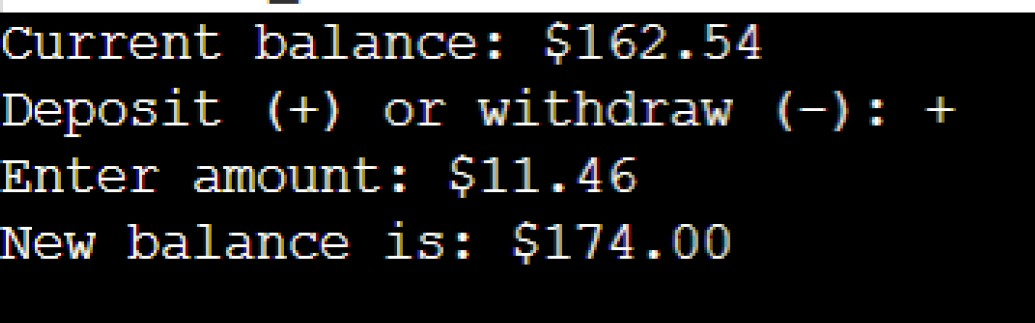 Current balance: $162.54
Deposit (+) or withdraw (-): +
Enter amount: $11.46
New balance is: $174.00